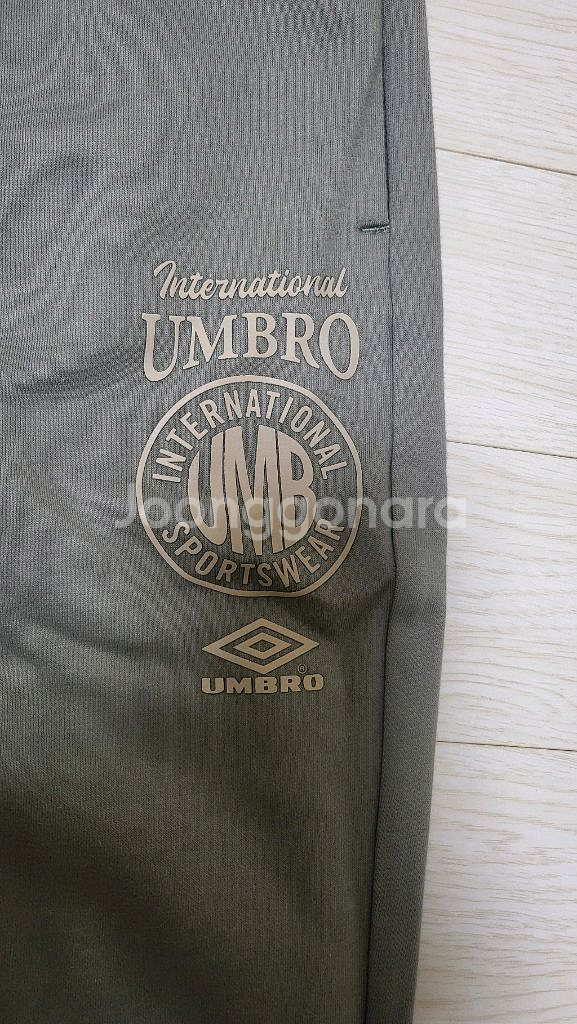 International
UMBRO
INTERNATIONAL
UMB
SPORTSWEAR
Joonggonara
UMBRO®